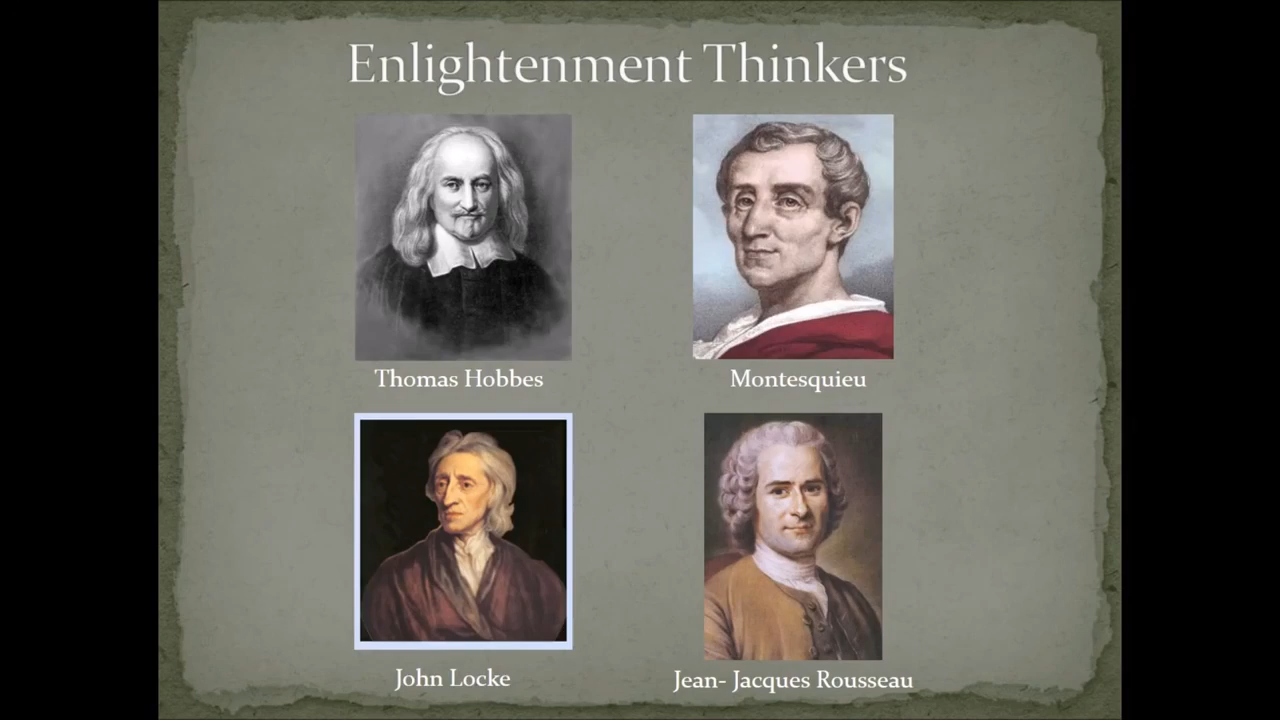 Enlightenment Thinkers
Thomas Hobbes
Montesquieu
John Locke
Jean- Jacques Rousseau